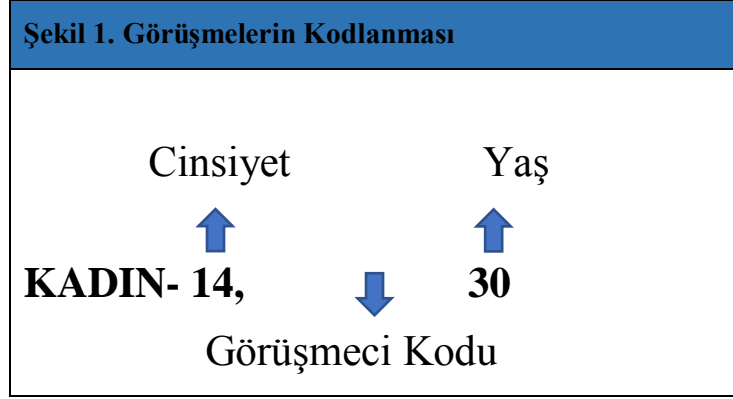 Şekil 1. Görüşmelerin Kodlanması
Cinsiyet Yaş
KADIN- 14, 30
Görüşmeci Kodu